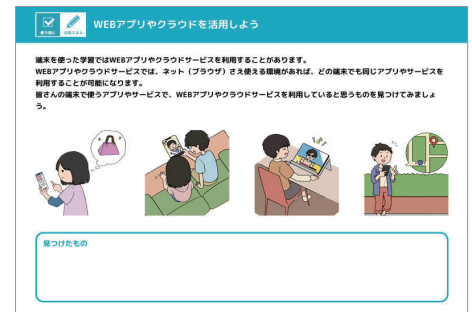 WEBアプリやクラウドを活用しよう
端末を使った学習ではWEBアプリやクラウドサービスを利用することがあります。
WEBアプリやクラウドサービスでは、ネット（ブラウザ）さえ使える環境があれば、どの端末でも同じアプリやサービスを
利用することが可能になります。
皆さんの端末で使うアプリやサービスで、WEBアプリやクラウドサービスを利用していると思うものを見つけてみましょ
う。
見つけたもの